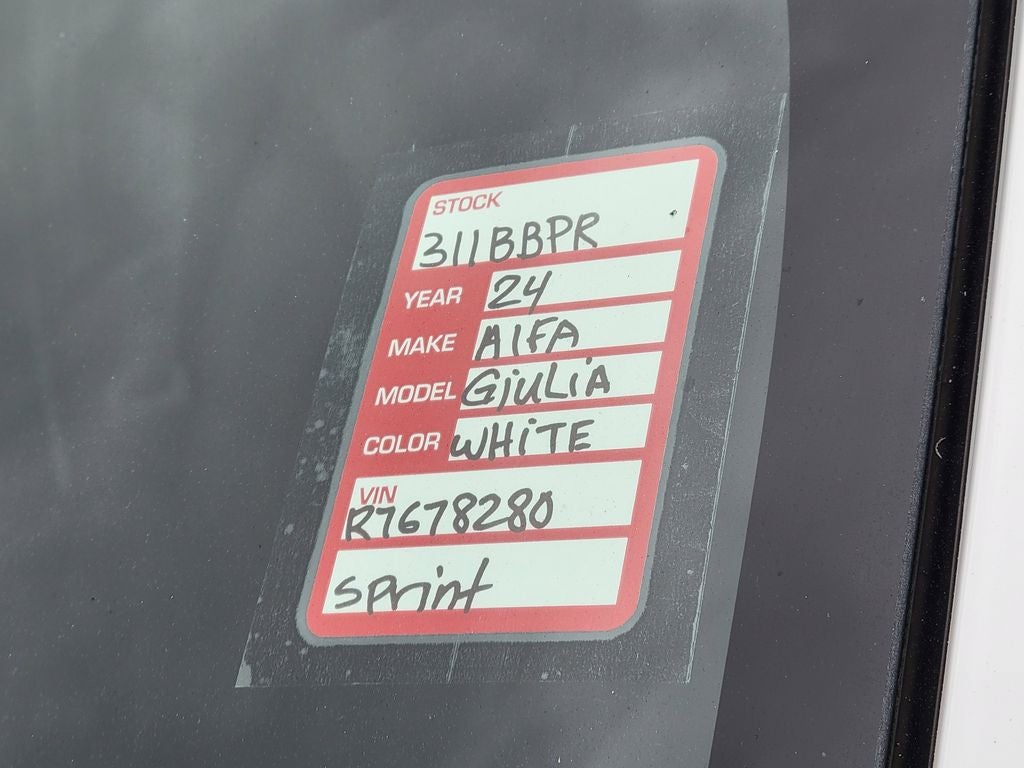 STOCK
311BBPR
YEAR 24
MAKE AlFA
MODEL GiULiA
COLOR WHiTE
VIN
R7678280
sprint